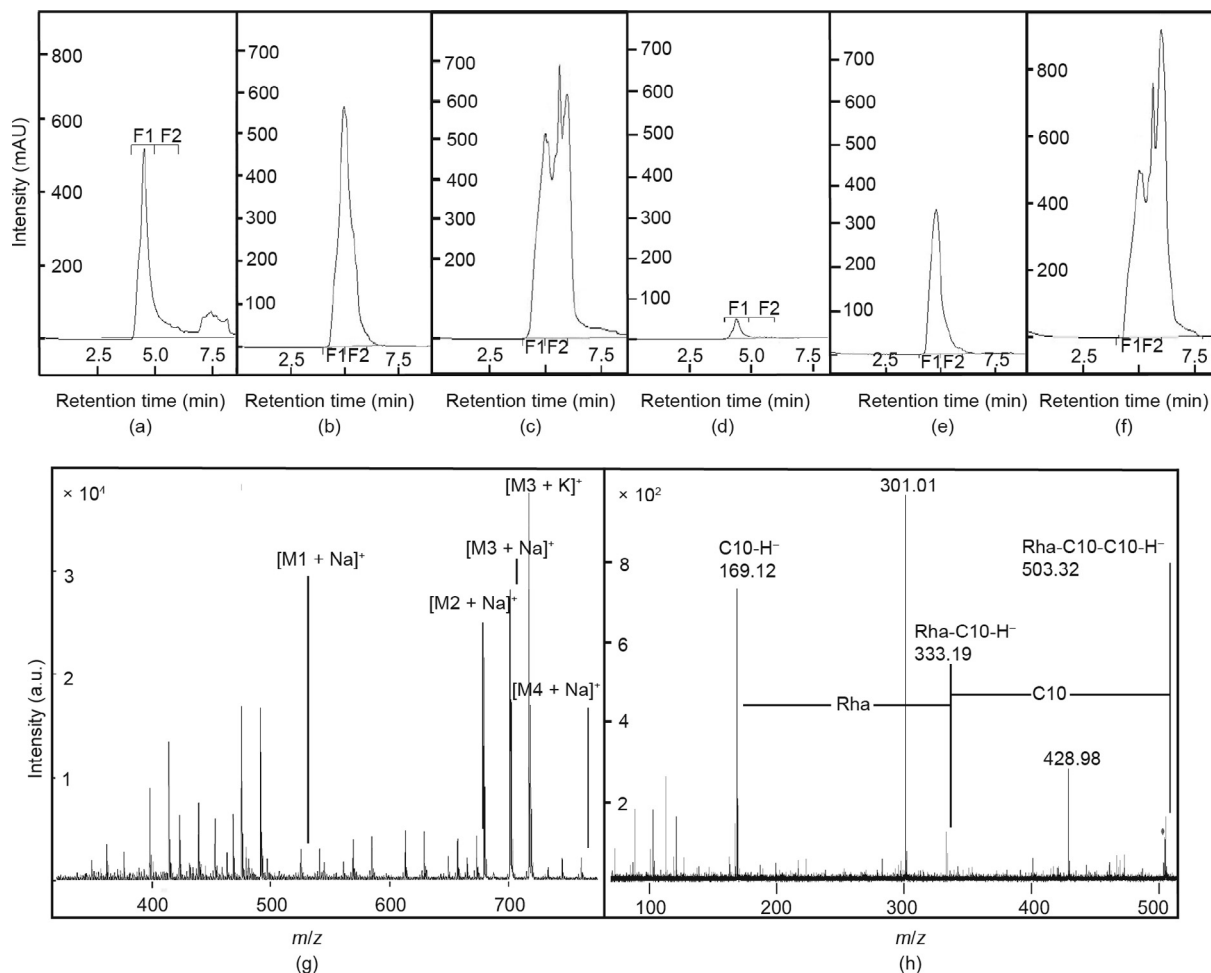 Intensity (mAU)
800
600
400
200
F1 F2
2.5 5.0 7.5
Retention time (min)
(a)
700
600
500
400
300
200
100
F1F2
2.5 7.5
Retention time (min)
(b)
700
600
500
400
300
200
F1F2
2.5 7.5
Retention time (min)
(c)
700
600
500
400
300
200
100
F1 F2
2.5 5.0 7.5
Retention time (min)
(d)
700
600
500
400
300
200
100
F1F2
2.5 7.5
Retention time (min)
(e)
800
600
400
200
F1F2
2.5 7.5
Retention time (min)
(f)
Intensity (a.u.)
× 10⁴
3
2
1
[M1 + Na]⁺
[M2 + Na]⁺
[M3 + Na]⁺
[M3 + K]⁺
[M4 + Na]⁺
400 500 600 700
m/z
(g)
× 10²
8
6
4
2
C10-H⁻
169.12
301.01
Rha-C10-H⁻
333.19
Rha-C10-C10-H⁻
503.32
Rha
C10
428.98
100 200 300 400 500
m/z
(h)